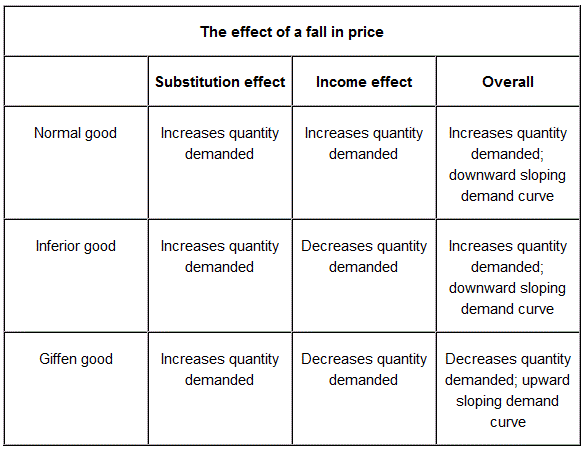 The effect of a fall in price
Substitution effect
Income effect
Overall
Normal good
Increases quantity
demanded
Increases quantity
demanded
Increases quantity
demanded;
downward sloping
demand curve
Inferior good
Increases quantity
demanded
Decreases quantity
demanded
Increases quantity
demanded;
downward sloping
demand curve
Giffen good
Increases quantity
demanded
Decreases quantity
demanded
Decreases quantity
demanded; upward
sloping demand
curve